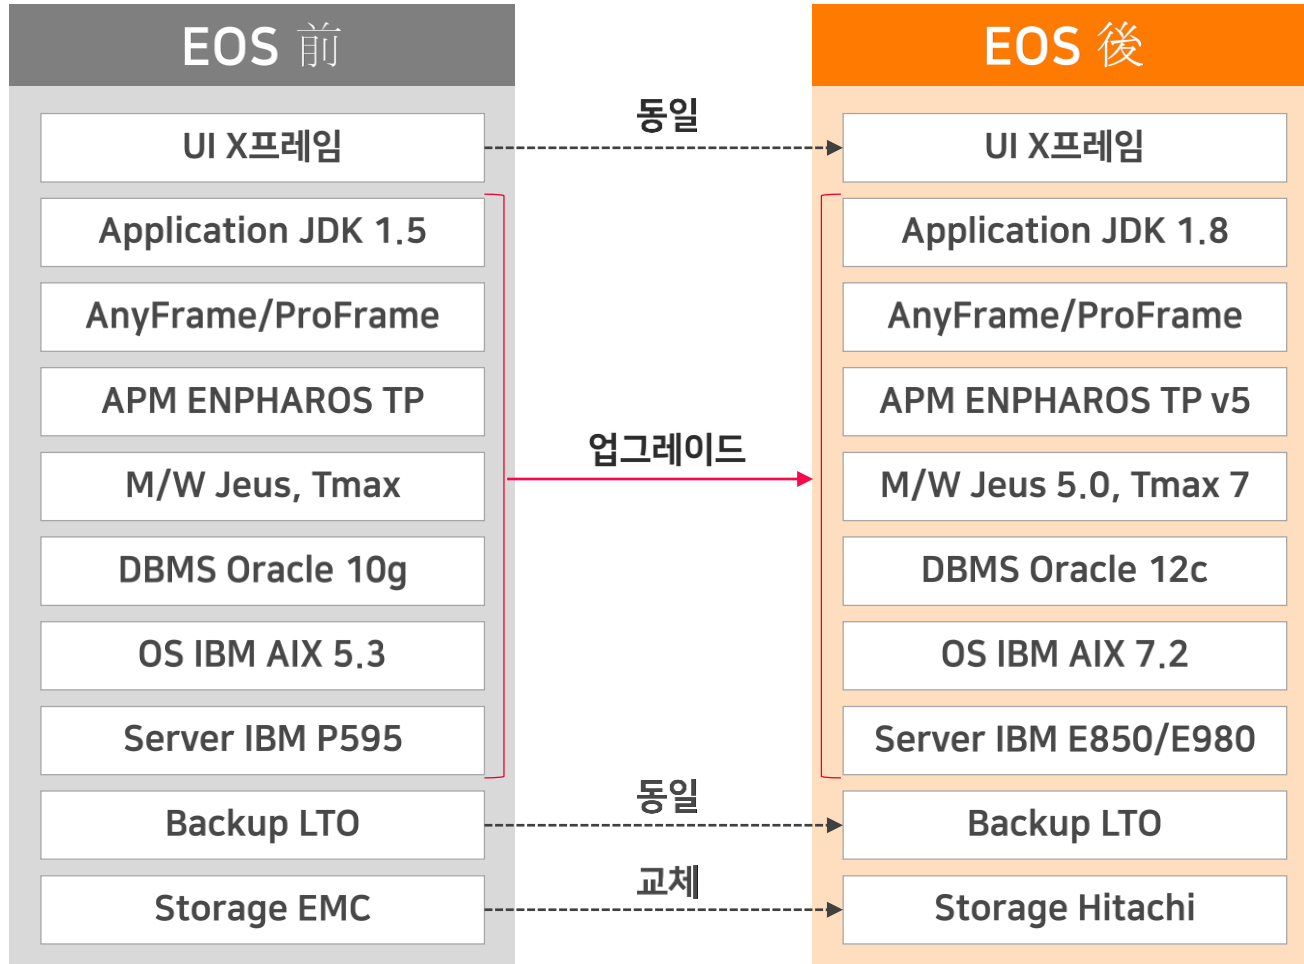 EOS 前
EOS 後
UI X프레임
동일
UI X프레임
Application JDK 1.5
Application JDK 1.8
AnyFrame/ProFrame
AnyFrame/ProFrame
APM ENPHAROS TP
APM ENPHAROS TP v5
업그레이드
M/W Jeus, Tmax
M/W Jeus 5.0, Tmax 7
DBMS Oracle 10g
DBMS Oracle 12c
OS IBM AIX 5.3
OS IBM AIX 7.2
Server IBM P595
Server IBM E850/E980
동일
Backup LTO
Backup LTO
교체
Storage EMC
Storage Hitachi